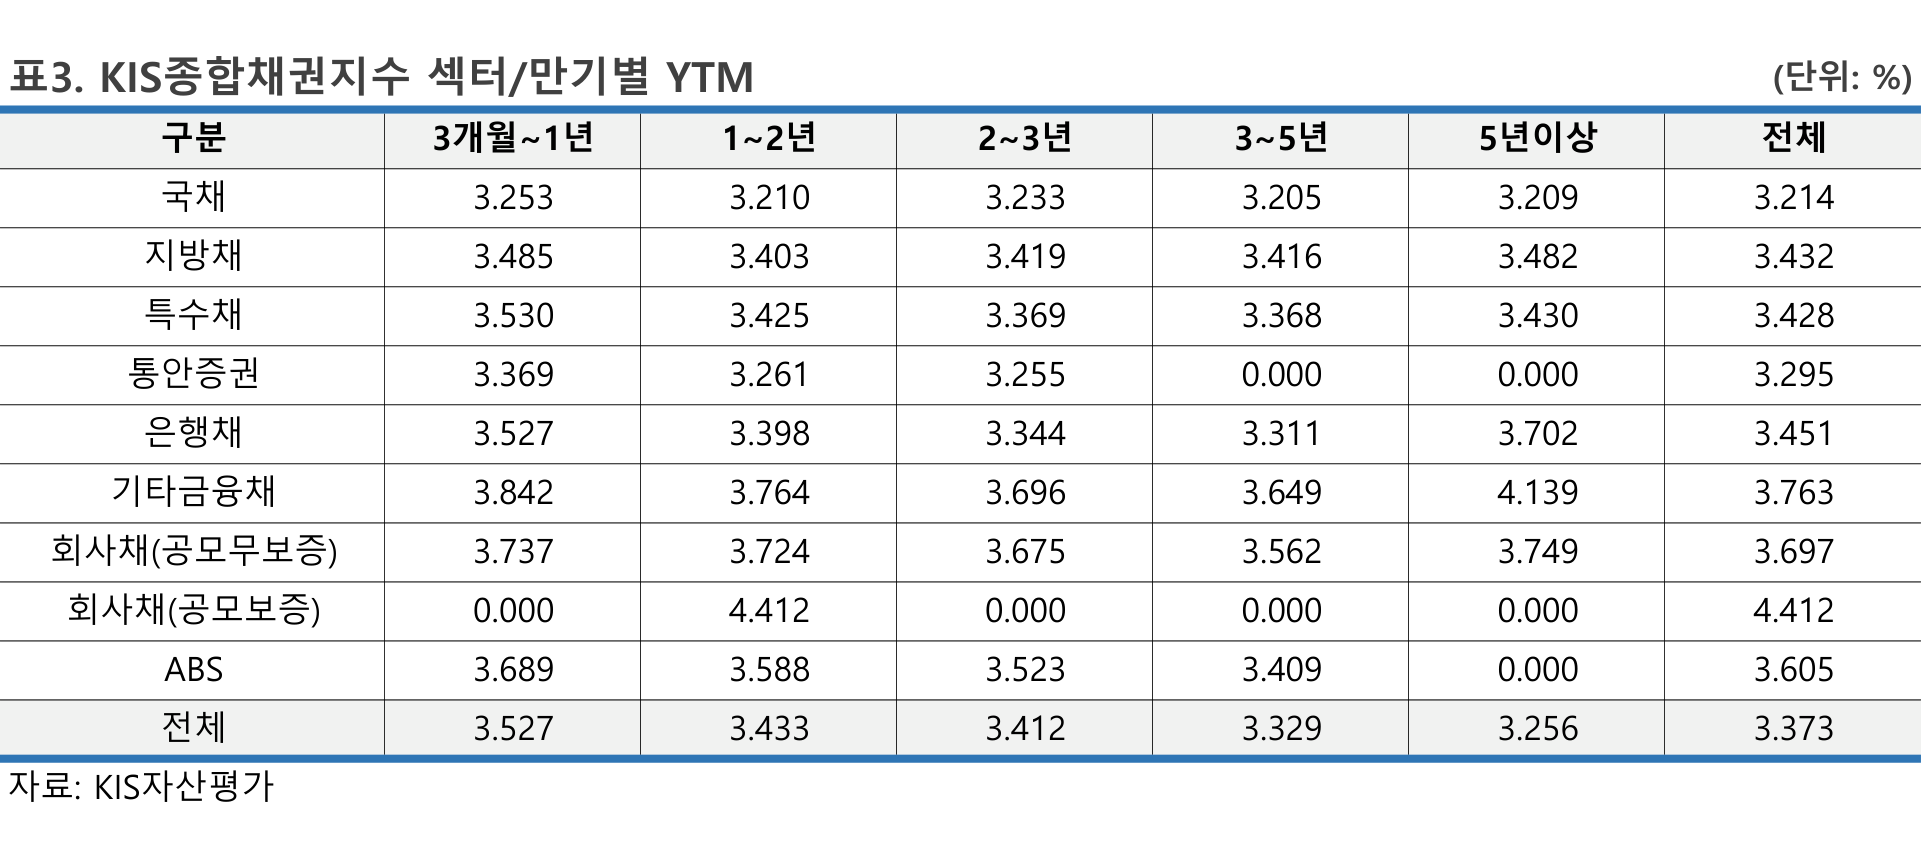 표3. KIS종합채권지수 섹터/만기별 YTM (단위: %)
구분 3개월~1년 1~2년 2~3년 3~5년 5년이상 전체
국채 3.253 3.210 3.233 3.205 3.209 3.214
지방채 3.485 3.403 3.419 3.416 3.482 3.432
특수채 3.530 3.425 3.369 3.368 3.430 3.428
통안증권 3.369 3.261 3.255 0.000 0.000 3.295
은행채 3.527 3.398 3.344 3.311 3.702 3.451
기타금융채 3.842 3.764 3.696 3.649 4.139 3.763
회사채(공모무보증) 3.737 3.724 3.675 3.562 3.749 3.697
회사채(공모보증) 0.000 4.412 0.000 0.000 0.000 4.412
ABS 3.689 3.588 3.523 3.409 0.000 3.605
전체 3.527 3.433 3.412 3.329 3.256 3.373
자료: KIS자산평가